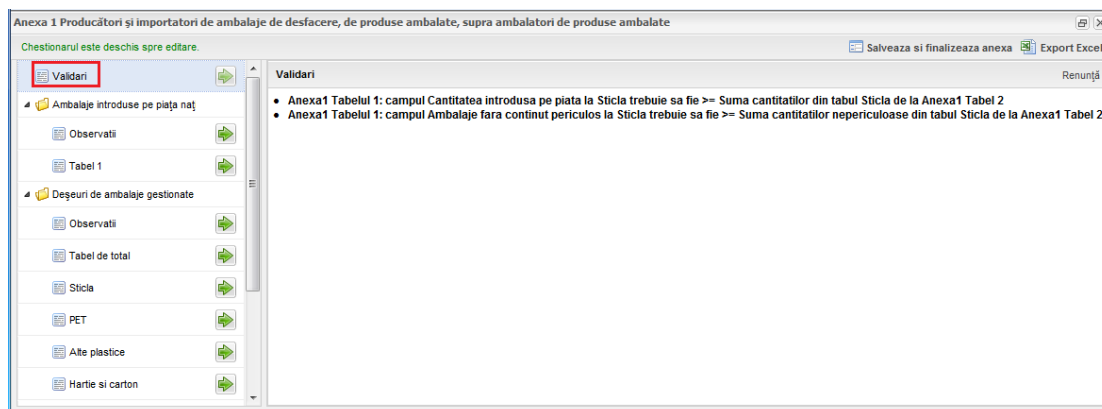 Anexa 1 Producători și importatori de ambalaje de desfacere, de produse ambalate, supra ambalatori de produse ambalate
Chestionarul este deschis spre editare.
Salveaza si finalizeaza anexa
Export Excel
Validari
Ambalaje introduse pe piața naț
Observatii
Tabel 1
Deșeuri de ambalaje gestionate
Observatii
Tabel de total
Sticla
PET
Alte plastice
Hartie si carton
Validari
Renunță
• Anexa1 Tabelul 1: campul Cantitatea introdusa pe piata la Sticla trebuie sa fie >= Suma cantitatilor din tabul Sticla de la Anexa1 Tabel 2
• Anexa1 Tabelul 1: campul Ambalaje fara continut periculos la Sticla trebuie sa fie >= Suma cantitatilor nepericuloase din tabul Sticla de la Anexa1 Tabel 2